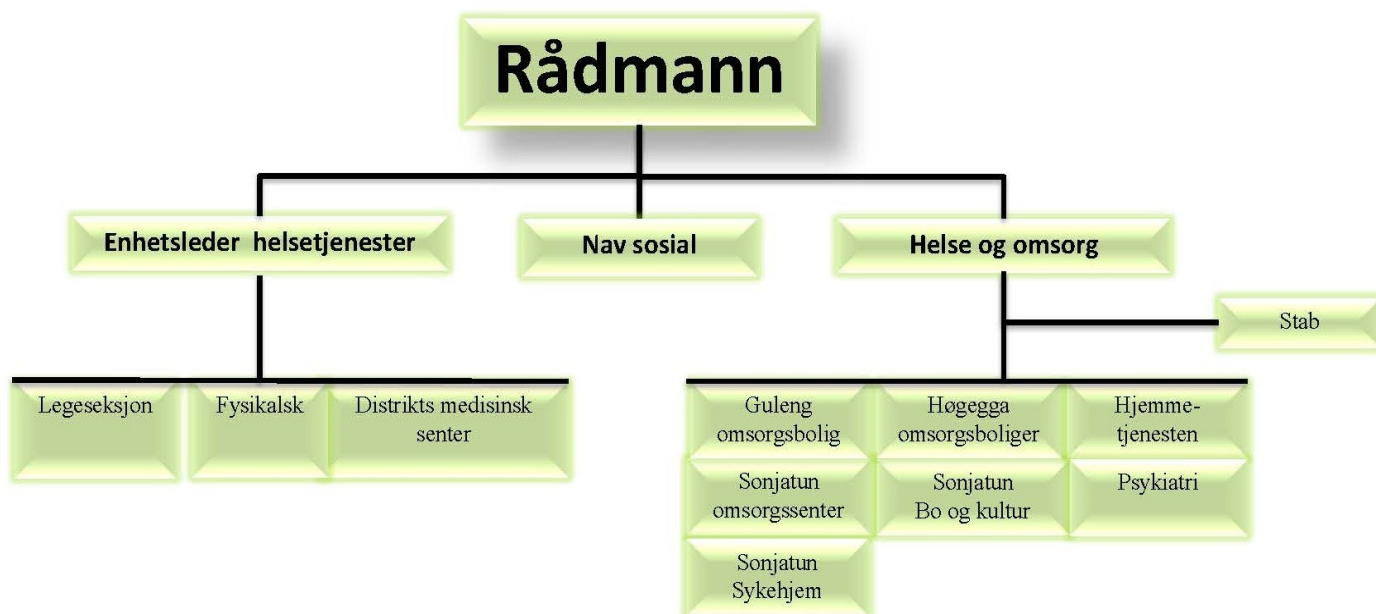 Rådmann
Enhetsleder helsetjenester
Nav sosial
Helse og omsorg
Stab
Legeseksjon
Fysikalsk
Distrikts medisinsk
senter
Guleng
omsorgsbolig
Høgegga
omsorgsboliger
Hjemme-
tjenesten
Sonjatun
omsorgssenter
Sonjatun
Bo og kultur
Psykiatri
Sonjatun
Sykehjem